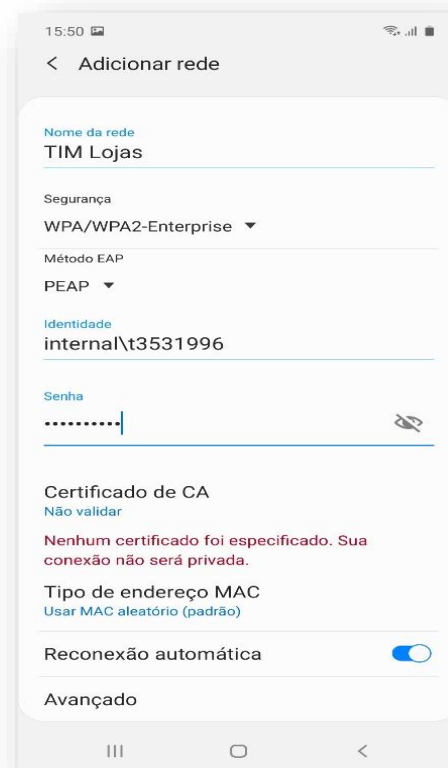 15:50
Adicionar rede
Nome da rede
TIM Lojas
Segurança
WPA/WPA2-Enterprise
Método EAP
PEAP
Identidade
internal\t3531996
Senha
••••••••••
Certificado de CA
Não validar
Nenhum certificado foi especificado. Sua
conexão não será privada.
Tipo de endereço MAC
Usar MAC aleatório (padrão)
Reconexão automática
Avançado